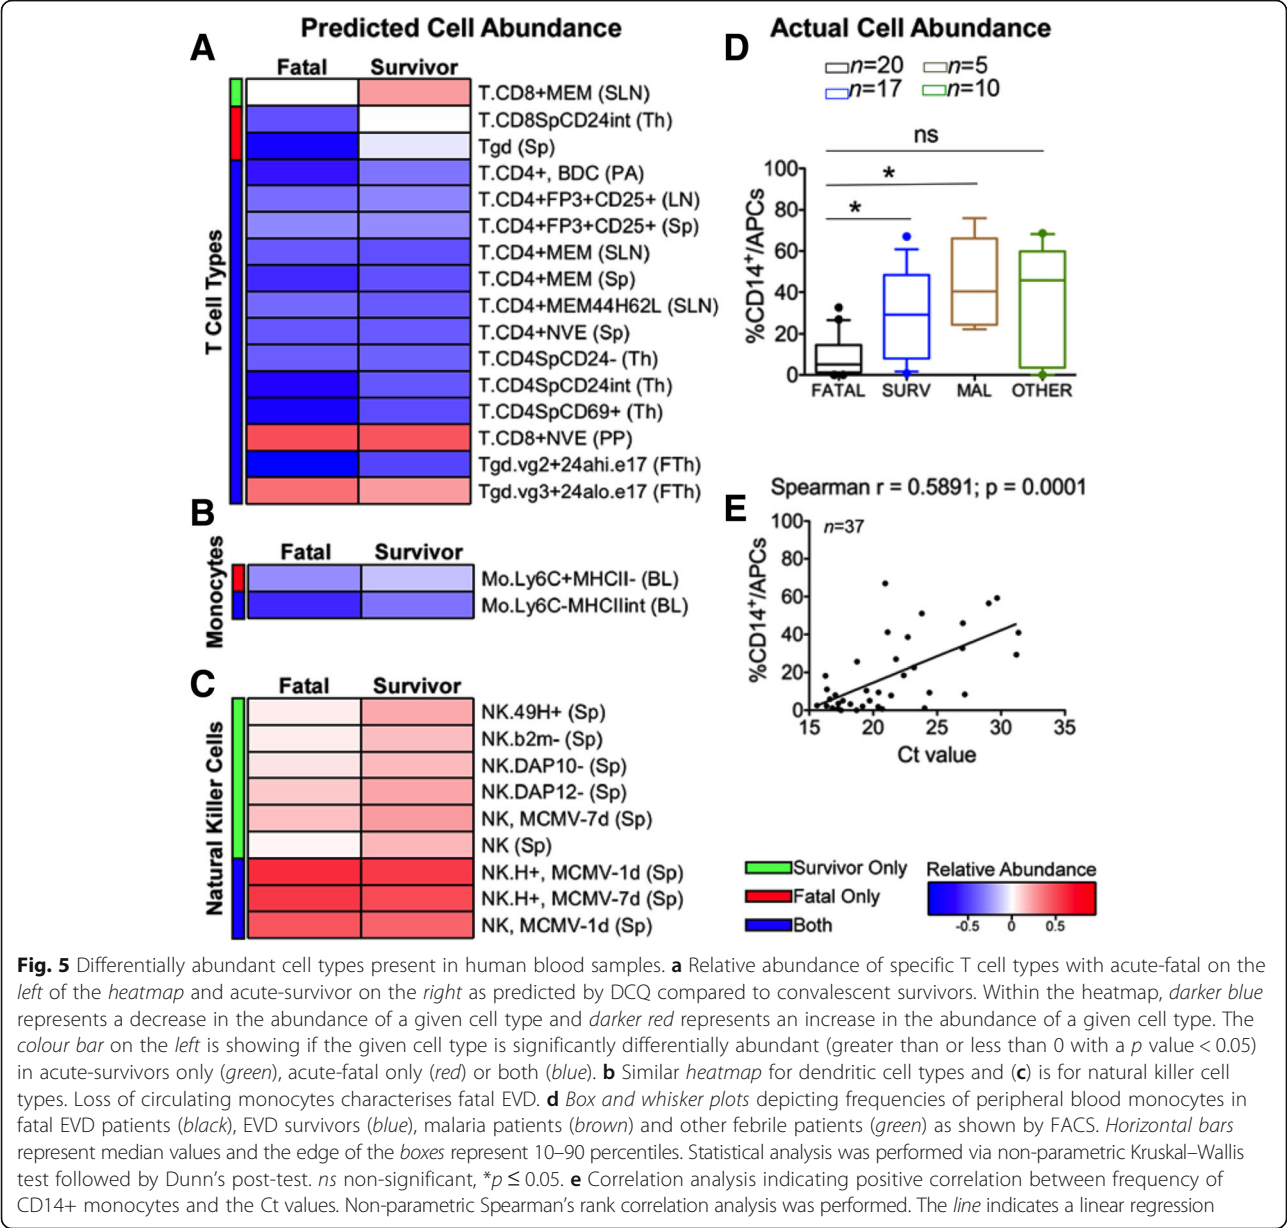 Predicted Cell Abundance
A
Fatal Survivor
T Cell Types
T.CD8+MEM (SLN)
T.CD8SpCD24int (Th)
Tgd (Sp)
T.CD4+, BDC (PA)
T.CD4+FP3+CD25+ (LN)
T.CD4+FP3+CD25+ (Sp)
T.CD4+MEM (SLN)
T.CD4+MEM (Sp)
T.CD4+MEM44H62L (SLN)
T.CD4+NVE (Sp)
T.CD4SpCD24- (Th)
T.CD4SpCD24int (Th)
T.CD4SpCD69+ (Th)
T.CD8+NVE (PP)
Tgd.vg2+24ahi.e17 (FTh)
Tgd.vg3+24alo.e17 (FTh)
B
Fatal Survivor
Monocytes
Mo.Ly6C+MHCII- (BL)
Mo.Ly6C-MHCIIint (BL)
C
Fatal Survivor
Natural Killer Cells
NK.49H+ (Sp)
NK.b2m- (Sp)
NK.DAP10- (Sp)
NK.DAP12- (Sp)
NK, MCMV-7d (Sp)
NK (Sp)
NK.H+, MCMV-1d (Sp)
NK.H+, MCMV-7d (Sp)
NK, MCMV-1d (Sp)
Actual Cell Abundance
D
n=20 n=5
n=17 n=10
ns
*
*
%CD14+/APCs
100
80
60
40
20
0
FATAL SURV MAL OTHER
Spearman r = 0.5891; p = 0.0001
E
n=37
%CD14+/APCs
100
80
60
40
20
0
15 20 25 30 35
Ct value
Survivor Only
Fatal Only
Both
Relative Abundance
-0.5 0 0.5
Fig. 5 Differentially abundant cell types present in human blood samples. a Relative abundance of specific T cell types with acute-fatal on the
left of the heatmap and acute-survivor on the right as predicted by DCQ compared to convalescent survivors. Within the heatmap, darker blue
represents a decrease in the abundance of a given cell type and darker red represents an increase in the abundance of a given cell type. The
colour bar on the left is showing if the given cell type is significantly differentially abundant (greater than or less than 0 with a p value < 0.05)
in acute-survivors only (green), acute-fatal only (red) or both (blue). b Similar heatmap for dendritic cell types and (c) is for natural killer cell
types. Loss of circulating monocytes characterises fatal EVD. d Box and whisker plots depicting frequencies of peripheral blood monocytes in
fatal EVD patients (black), EVD survivors (blue), malaria patients (brown) and other febrile patients (green) as shown by FACS. Horizontal bars
represent median values and the edge of the boxes represent 10–90 percentiles. Statistical analysis was performed via non-parametric Kruskal–Wallis
test followed by Dunn's post-test. ns non-significant, *p ≤ 0.05. e Correlation analysis indicating positive correlation between frequency of
CD14+ monocytes and the Ct values. Non-parametric Spearman's rank correlation analysis was performed. The line indicates a linear regression